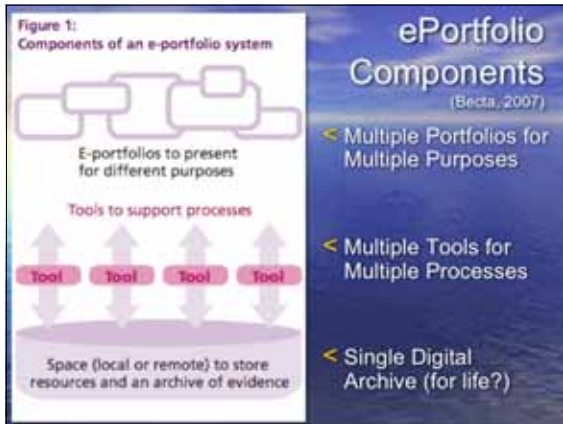 Figure 1:
Components of an e-portfolio system
E-portfolios to present
for different purposes
Tools to support processes
Tool Tool Tool Tool
Space (local or remote) to store
resources and an archive of evidence
ePortfolio
Components
(Becta, 2007)
< Multiple Portfolios for
Multiple Purposes
< Multiple Tools for
Multiple Processes
< Single Digital
Archive (for life?)